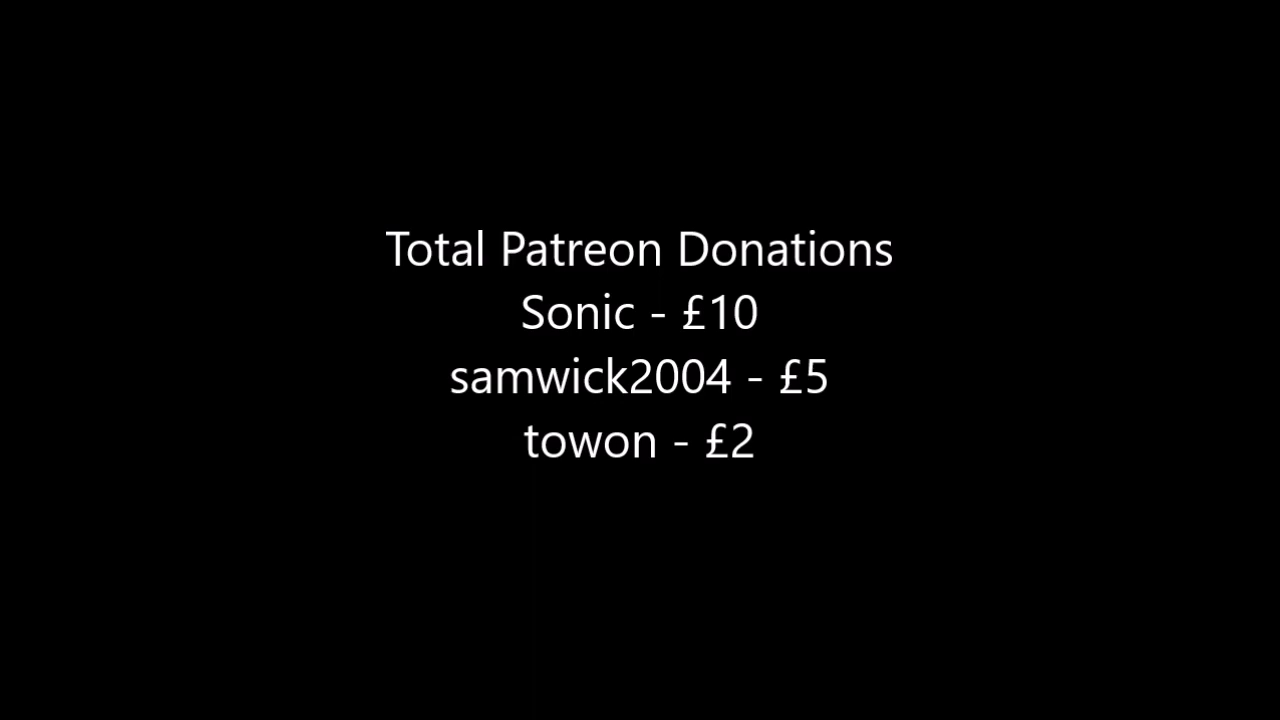 Total Patreon Donations
Sonic - £10
samwick2004 - £5
towon - £2